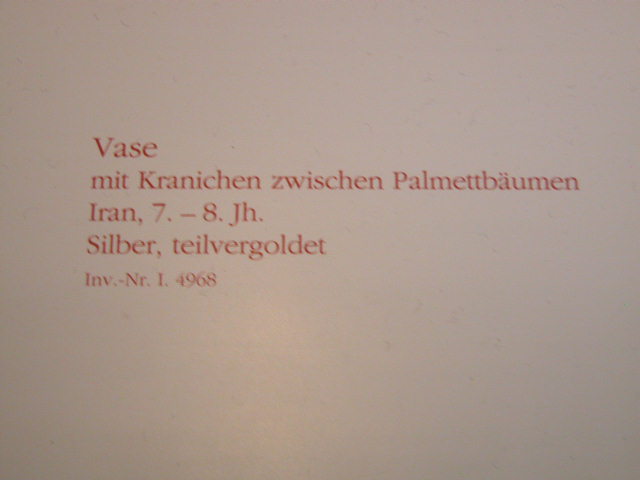 Vase
mit Kranichen zwischen Palmettbäumen
Iran, 7. – 8. Jh.
Silber, teilvergoldet
Inv.-Nr. I. 4968